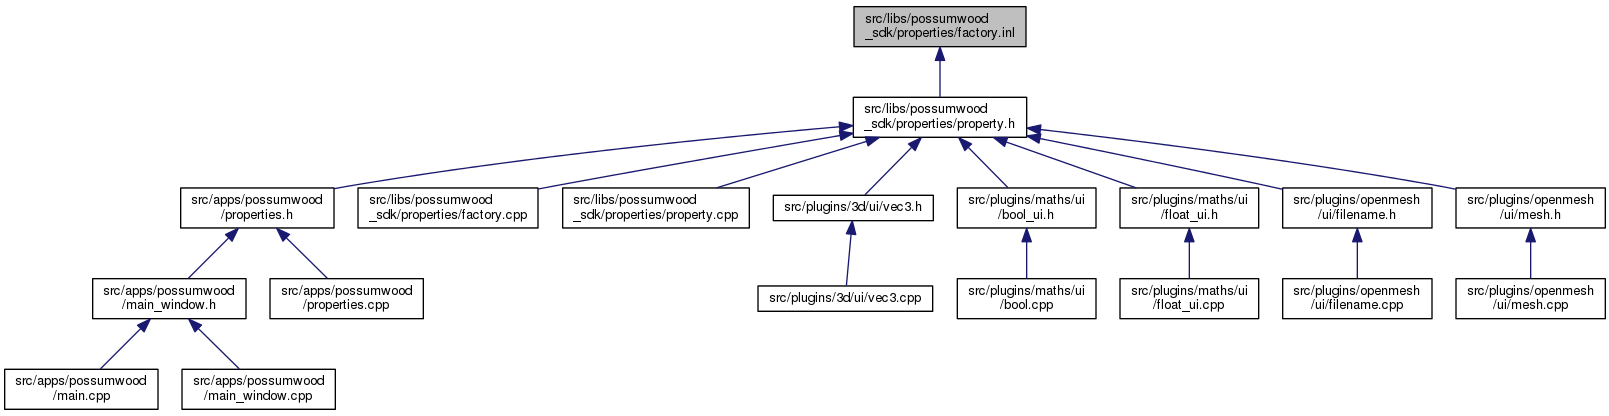 src/libs/possumwood
_sdk/properties/factory.inl
src/libs/possumwood
_sdk/properties/property.h
src/apps/possumwood
/properties.h
src/libs/possumwood
_sdk/properties/factory.cpp
src/libs/possumwood
_sdk/properties/property.cpp
src/plugins/3d/ui/vec3.h
src/plugins/maths/ui
/bool_ui.h
src/plugins/maths/ui
/float_ui.h
src/plugins/openmesh
/ui/filename.h
src/plugins/openmesh
/ui/mesh.h
src/apps/possumwood
/main_window.h
src/apps/possumwood
/properties.cpp
src/plugins/3d/ui/vec3.cpp
src/plugins/maths/ui
/bool.cpp
src/plugins/maths/ui
/float_ui.cpp
src/plugins/openmesh
/ui/filename.cpp
src/plugins/openmesh
/ui/mesh.cpp
src/apps/possumwood
/main.cpp
src/apps/possumwood
/main_window.cpp